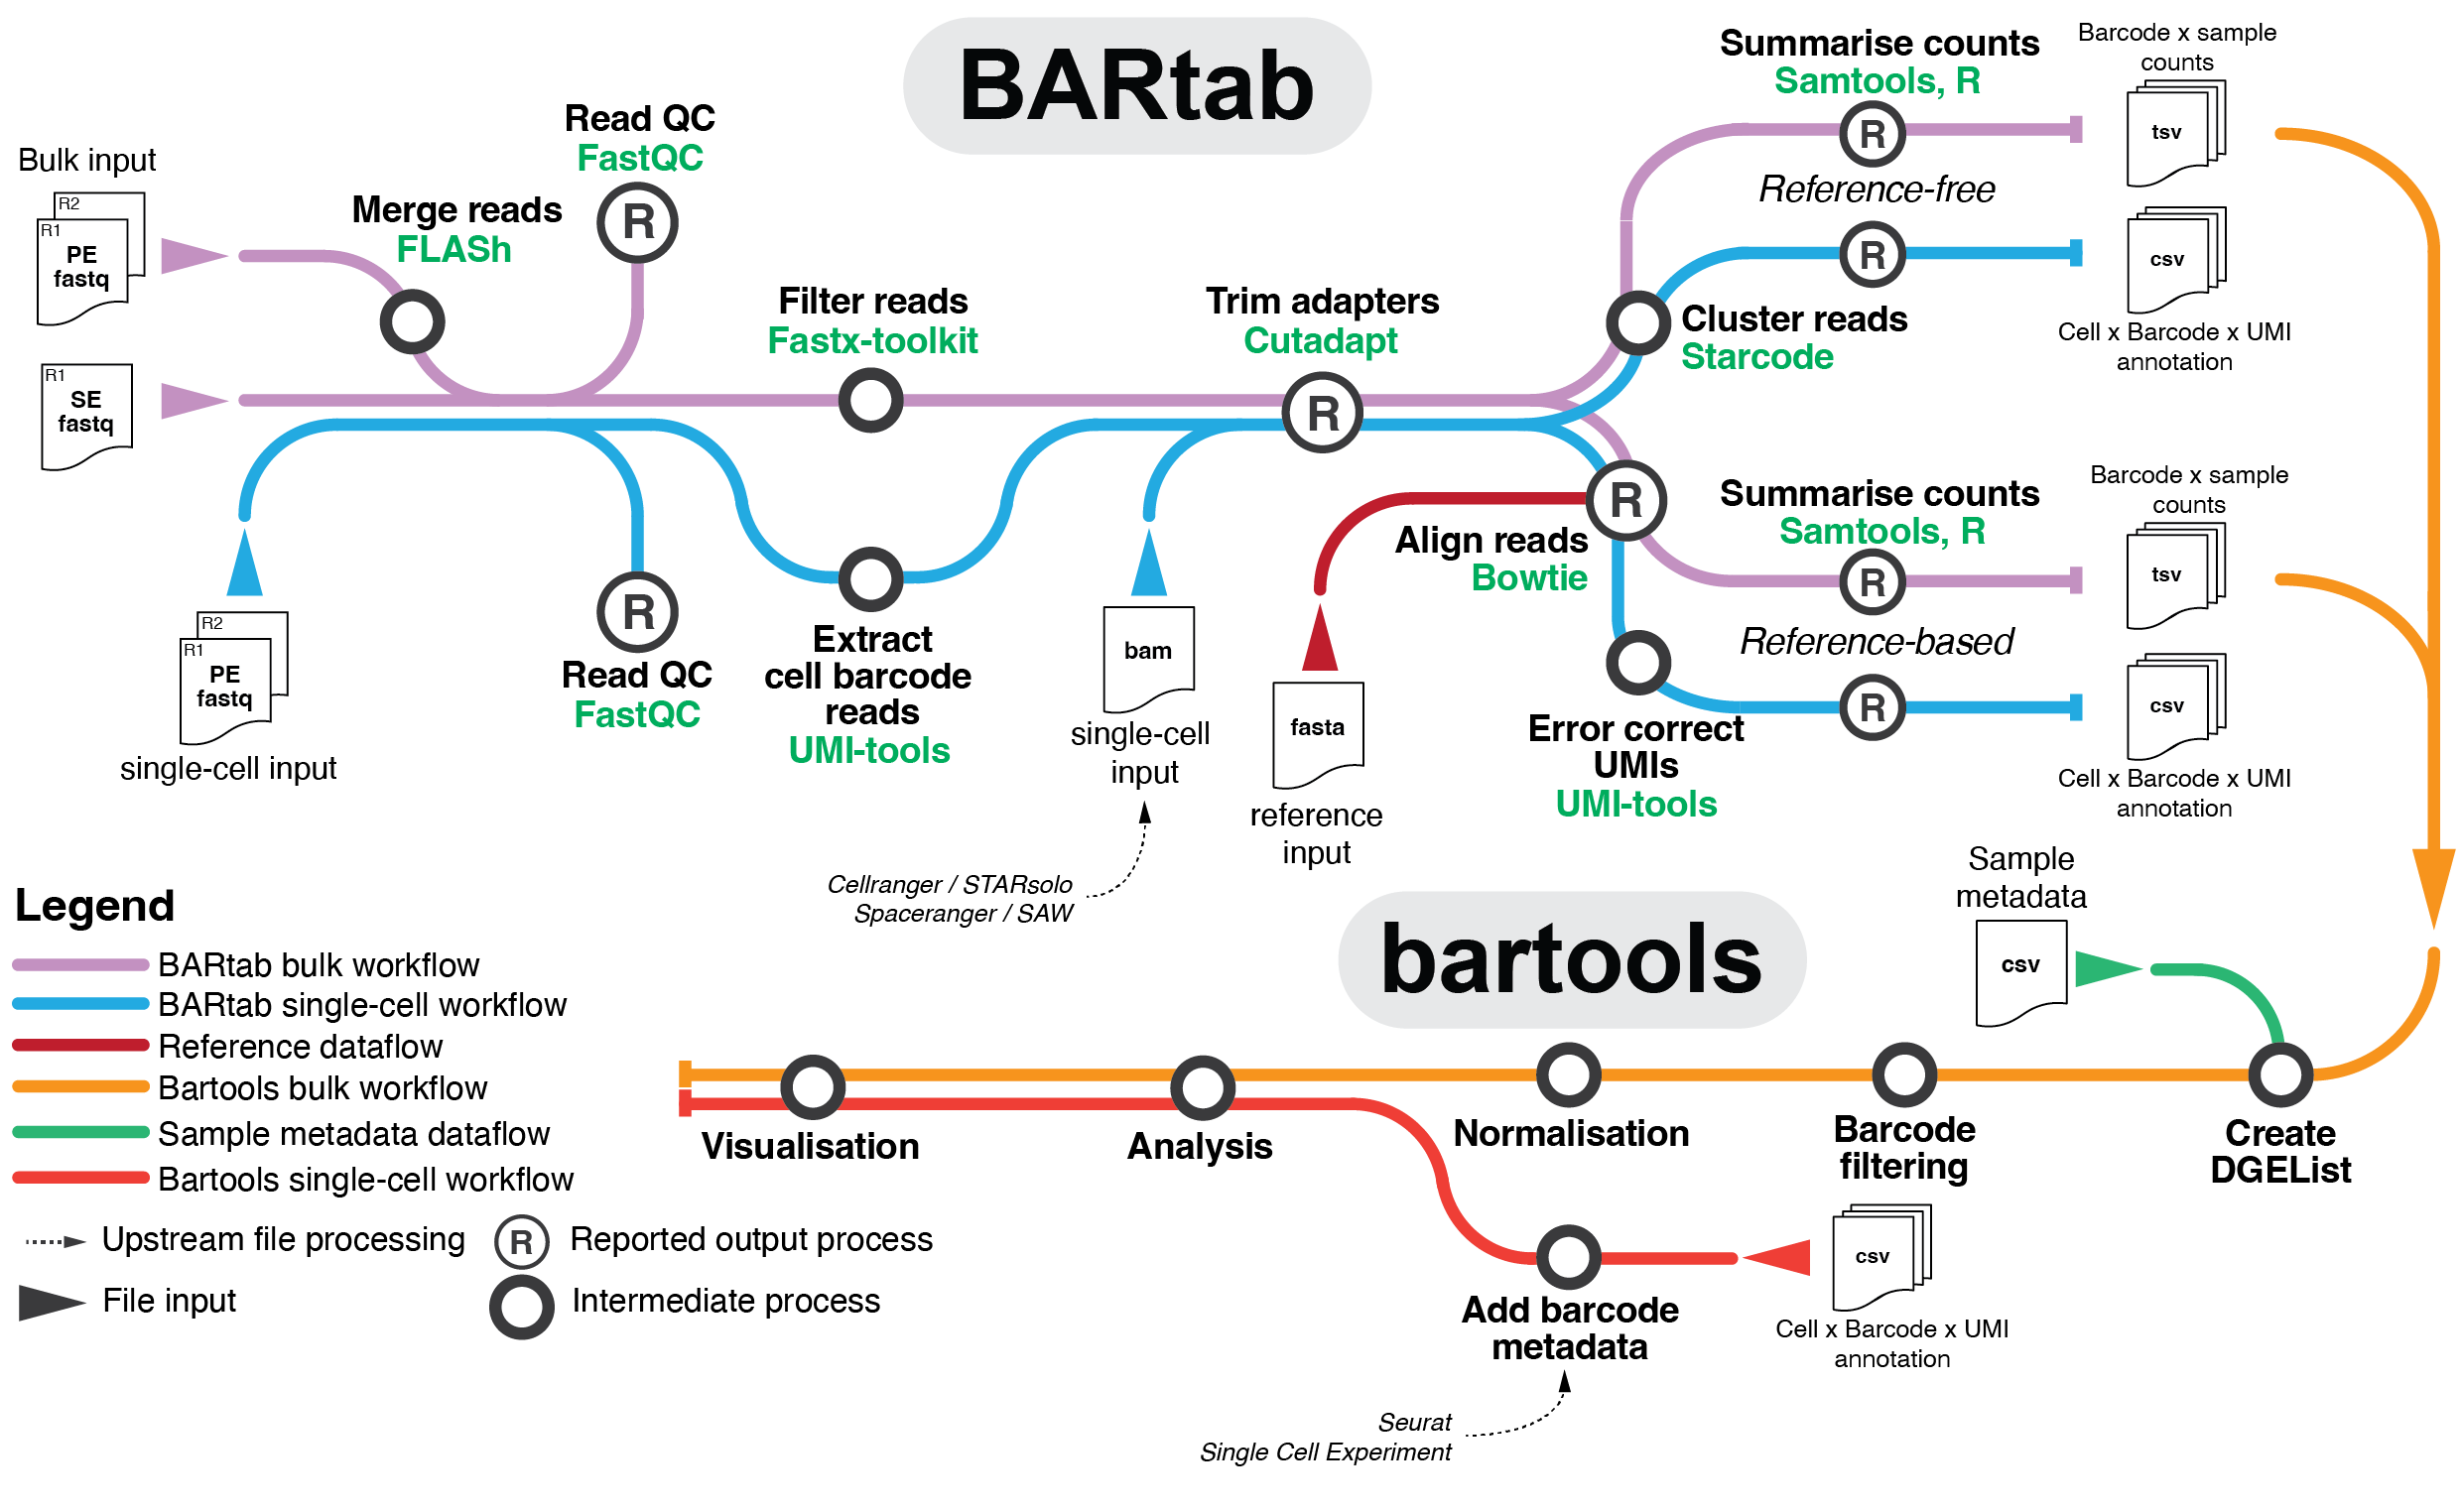 BARtab
Bulk input
R2
R1
PE
fastq
R1
SE
fastq
Merge reads
FLASh
Read QC
FastQC
Filter reads
Fastx-toolkit
Trim adapters
Cutadapt
Summarise counts
Samtools, R
R
R
R
R
Reference-free
Cluster reads
Starcode
Barcode x sample
counts
tsv
csv
Cell x Barcode x UMI
annotation
R2
R1
PE
fastq
single-cell input
R
Read QC
FastQC
Extract
cell barcode
reads
UMI-tools
bam
single-cell
input
Cellranger / STARsolo
Spaceranger / SAW
fasta
reference
input
R
Align reads
Bowtie
Summarise counts
Samtools, R
R
Reference-based
R
Error correct
UMIs
UMI-tools
Barcode x sample
counts
tsv
csv
Cell x Barcode x UMI
annotation
bartools
Sample
metadata
csv
Visualisation
Analysis
Normalisation
Barcode
filtering
Create
DGEList
Add barcode
metadata
csv
Cell x Barcode x UMI
annotation
Seurat
Single Cell Experiment
Legend
BARtab bulk workflow
BARtab single-cell workflow
Reference dataflow
Bartools bulk workflow
Sample metadata dataflow
Bartools single-cell workflow
Upstream file processing
R
Reported output process
File input
Intermediate process